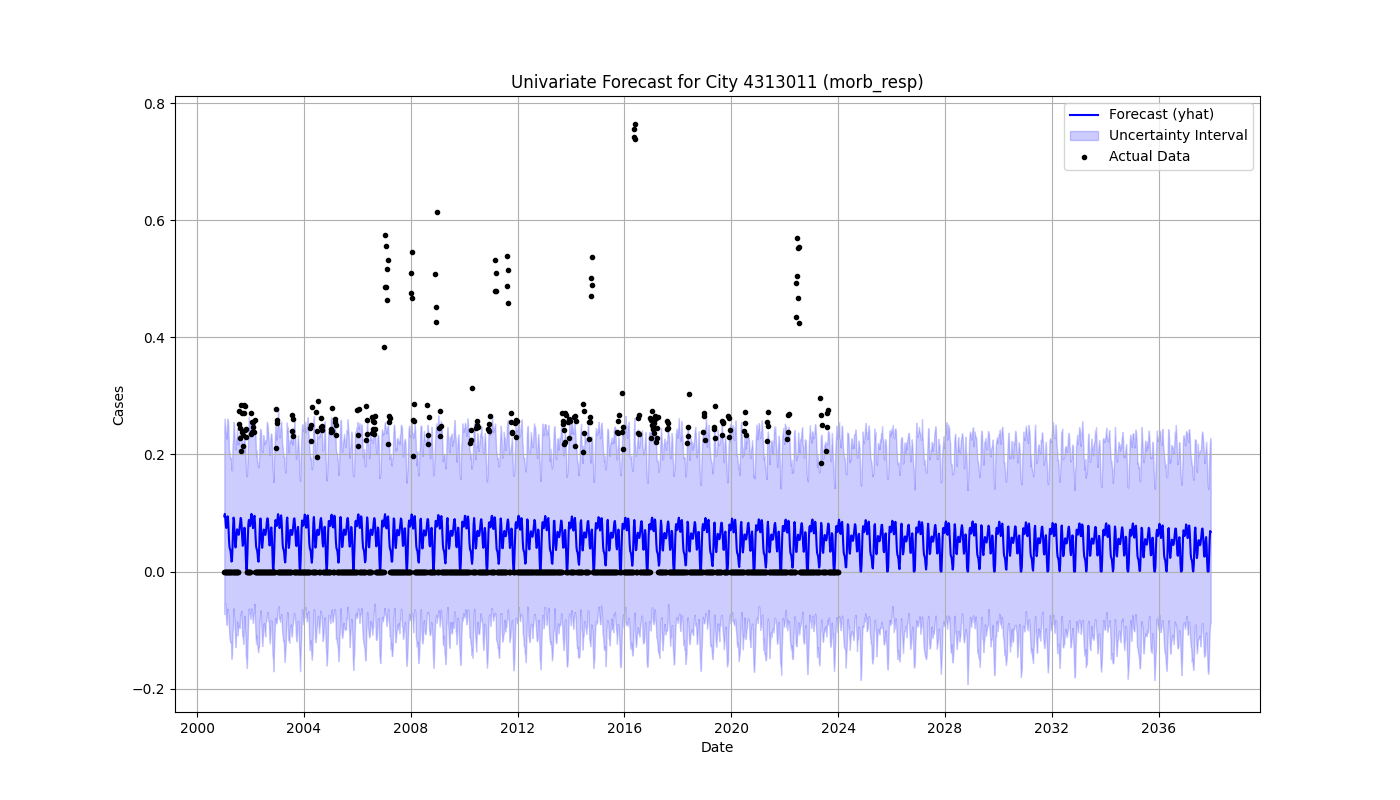 Univariate Forecast for City 4313011 (morb_resp)
Forecast (yhat)
Uncertainty Interval
Actual Data
Cases
0.8
0.6
0.4
0.2
0.0
−0.2
2000 2004 2008 2012 2016 2020 2024 2028 2032 2036
Date